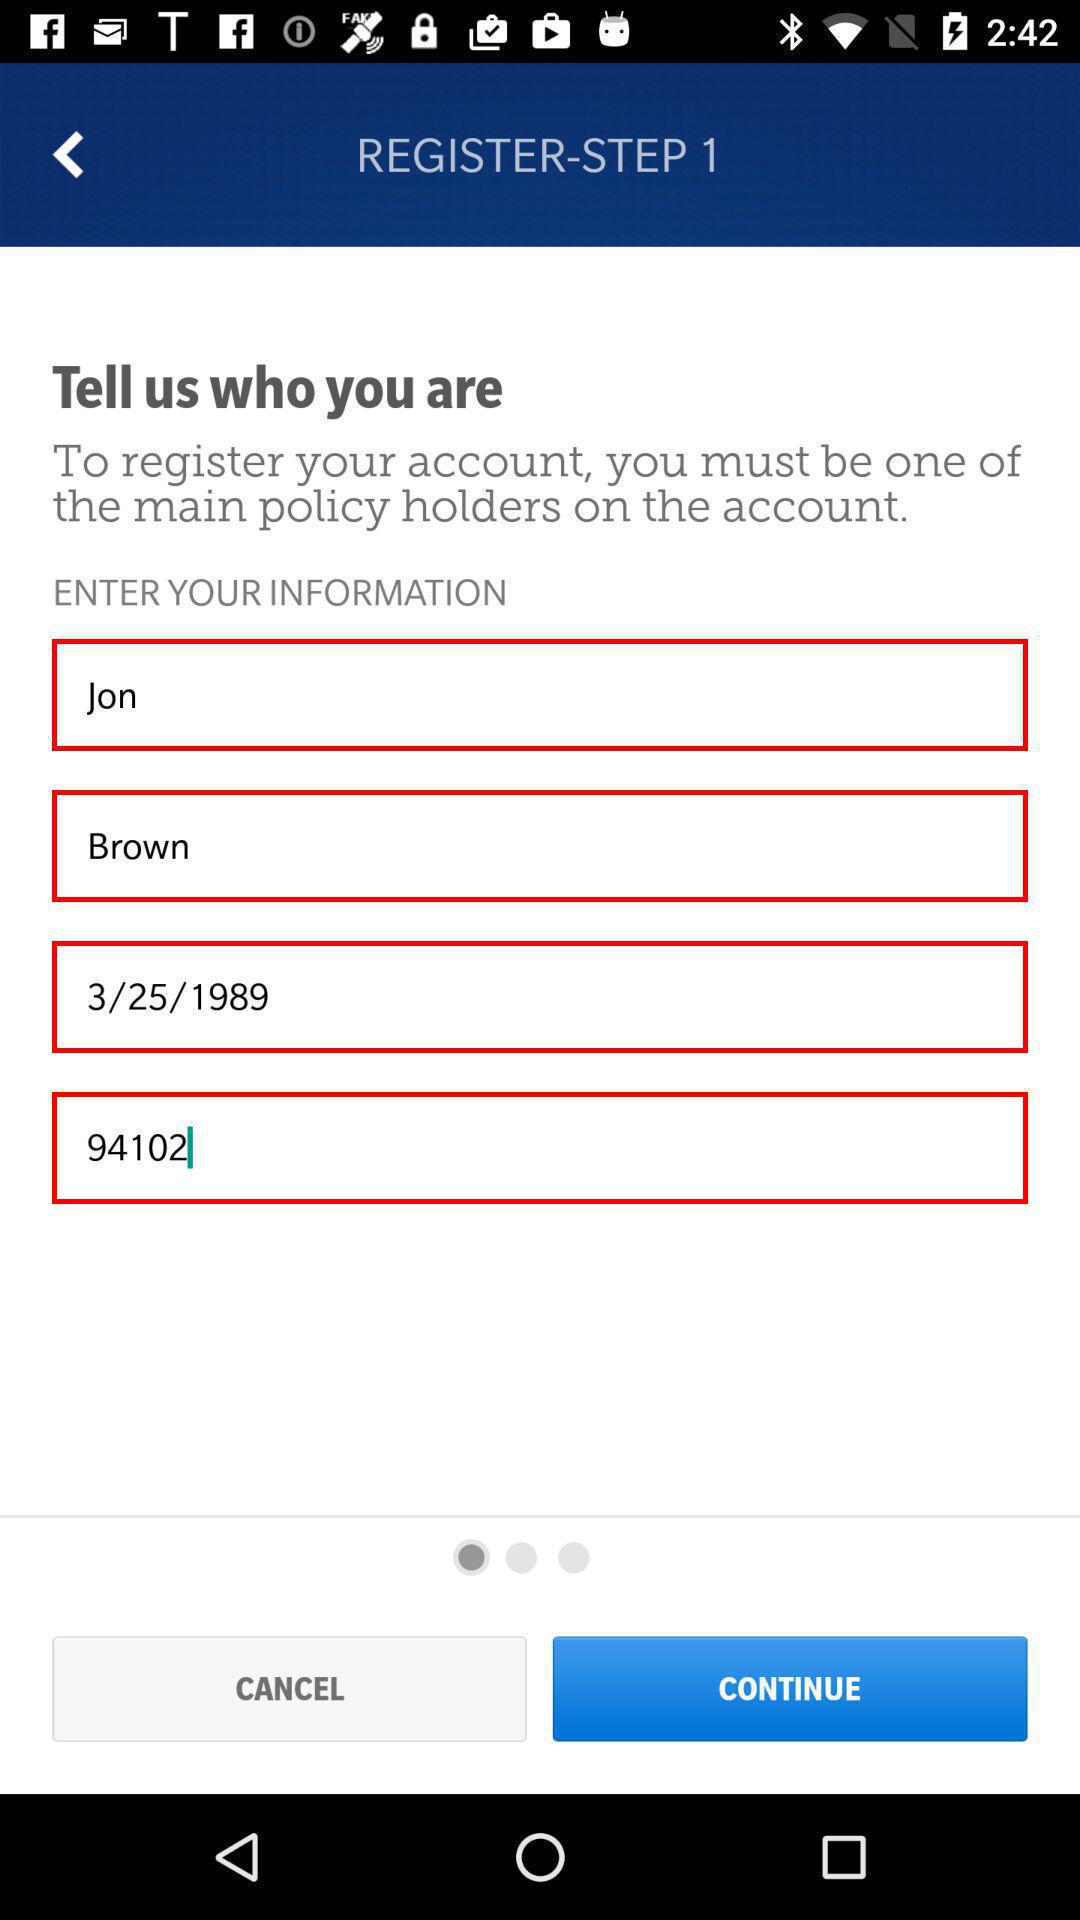 FAKE
2:42
REGISTER-STEP 1
Tell us who you are
To register your account, you must be one of
the main policy holders on the account.
ENTER YOUR INFORMATION
Jon
Brown
3/25/1989
94102
CANCEL
CONTINUE